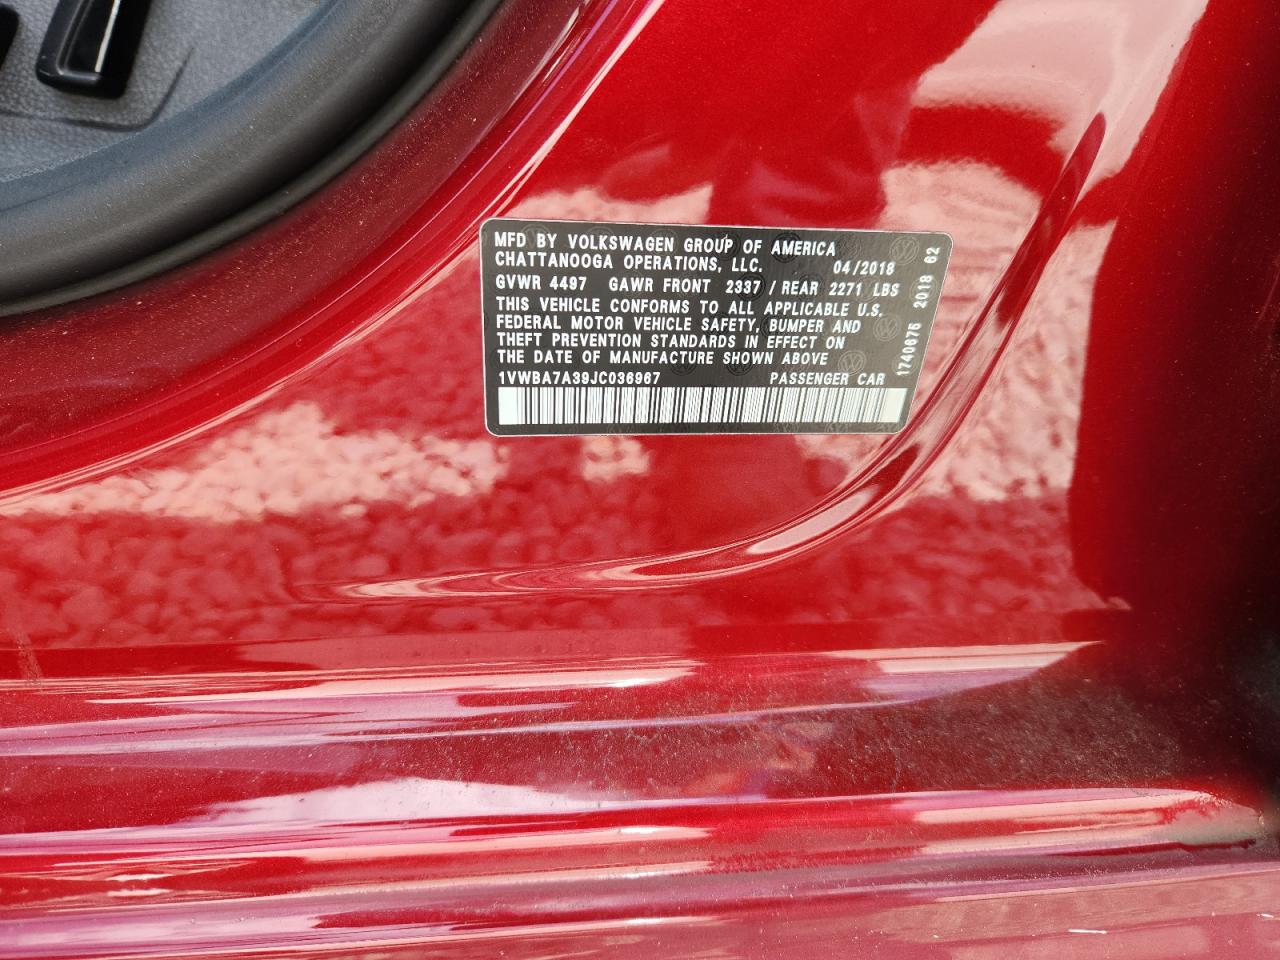 MFD BY VOLKSWAGEN GROUP OF AMERICA
CHATTANOOGA OPERATIONS, LLC. 04/2018
GVWR 4497 GAWR FRONT 2337 / REAR 2271 LBS
THIS VEHICLE CONFORMS TO ALL APPLICABLE U.S.
FEDERAL MOTOR VEHICLE SAFETY, BUMPER AND
THEFT PREVENTION STANDARDS IN EFFECT ON
THE DATE OF MANUFACTURE SHOWN ABOVE
1VWBA7A39JC036967 PASSENGER CAR
1740676 2018 62